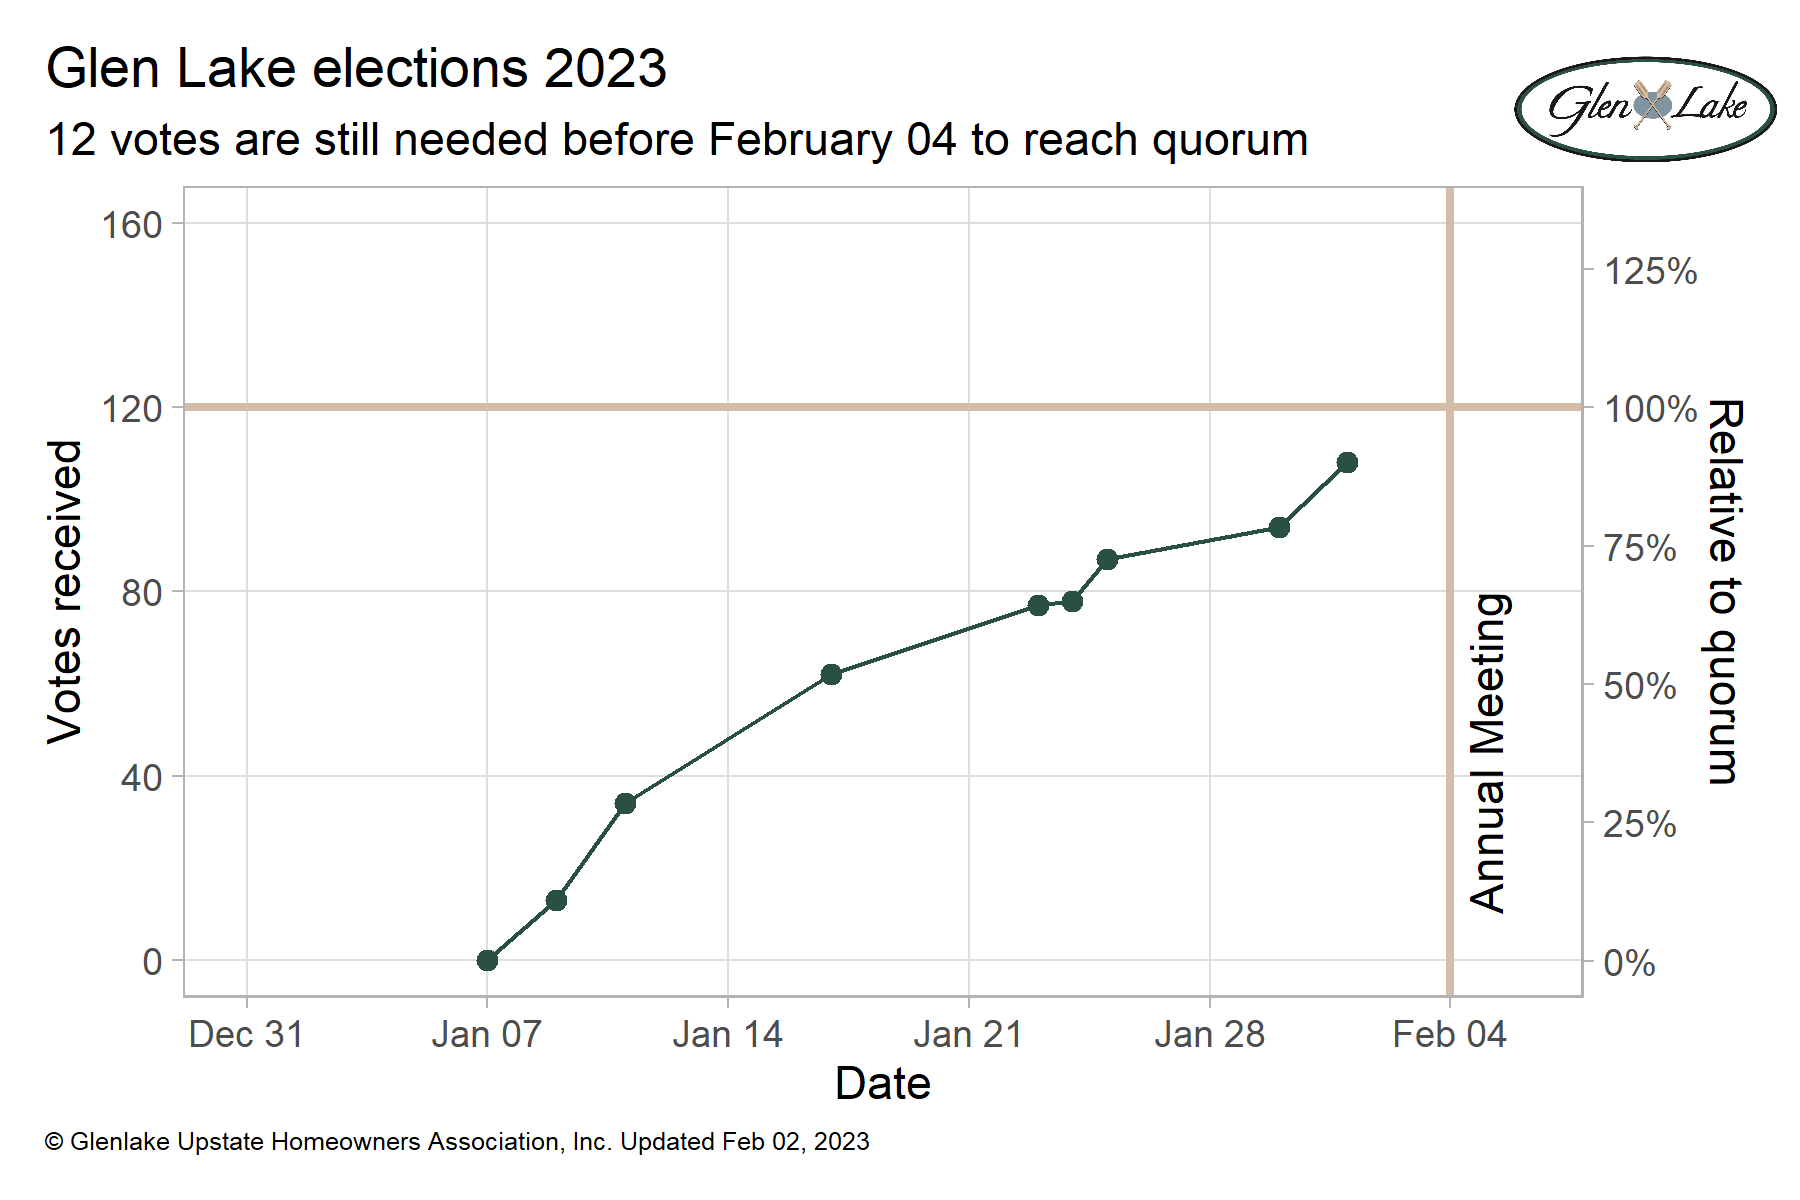 Glen Lake elections 2023
12 votes are still needed before February 04 to reach quorum
Glen Lake
160
120
80
40
0
Votes received
125%
100%
75%
50%
25%
0%
Relative to quorum
Annual Meeting
Dec 31
Jan 07
Jan 14
Jan 21
Jan 28
Feb 04
Date
© Glenlake Upstate Homeowners Association, Inc. Updated Feb 02, 2023